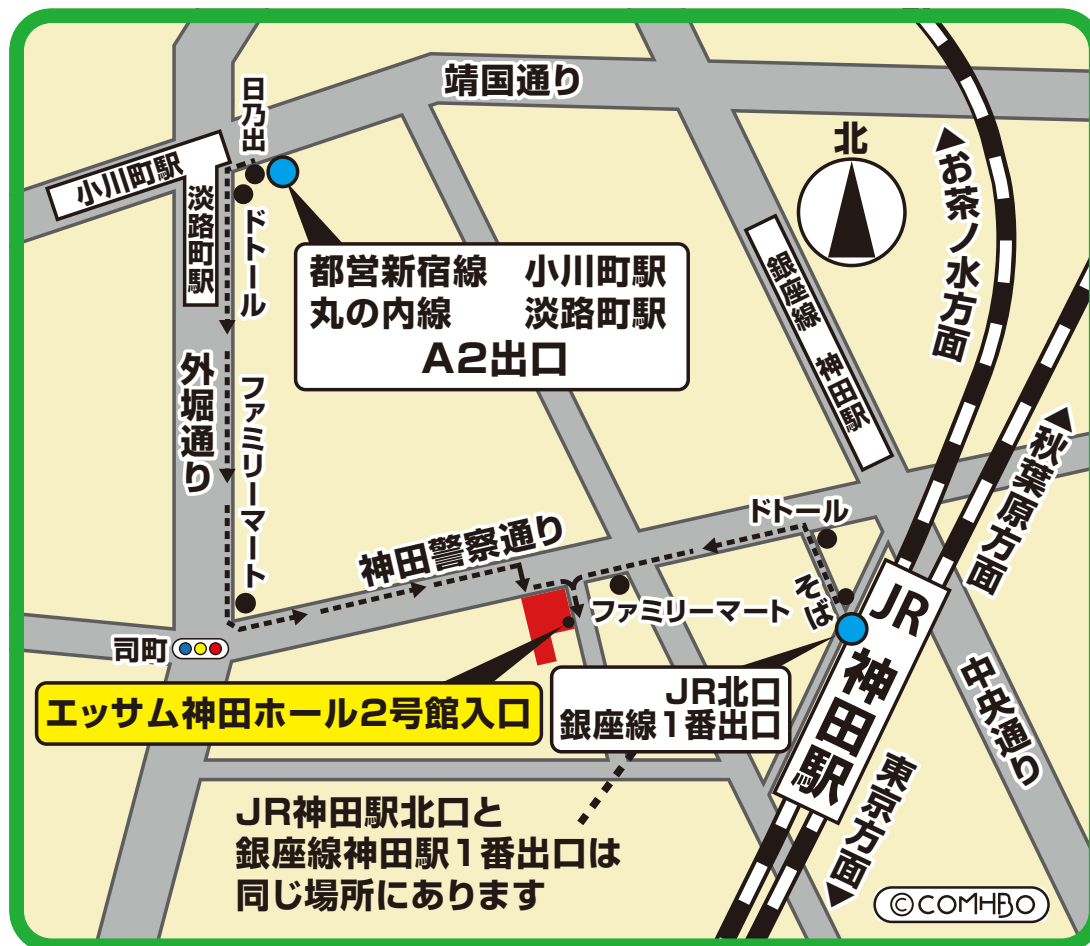 靖国通り
日乃出
小川町駅
淡路町駅
ドトール
北
お茶ノ水方面
都営新宿線 小川町駅
丸の内線 淡路町駅
A2出口
銀座線 神田駅
外堀通り
ファミリーマート
秋葉原方面
神田警察通り
ドトール
そば
ファミリーマート
JR神田駅
司町
エッサム神田ホール2号館入口
JR北口
銀座線1番出口
中央通り
東京方面
JR神田駅北口と
銀座線神田駅1番出口は
同じ場所にあります
©COMHBO